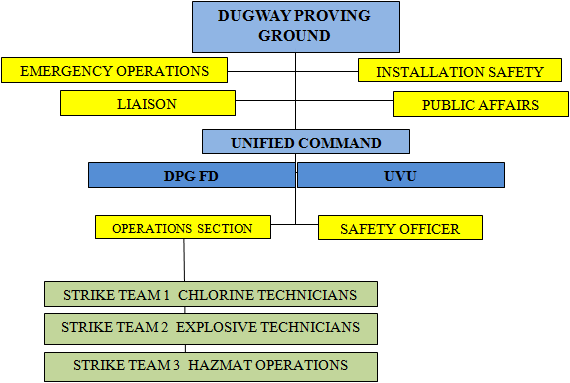 DUGWAY PROVING
GROUND
EMERGENCY OPERATIONS
INSTALLATION SAFETY
LIAISON
PUBLIC AFFAIRS
UNIFIED COMMAND
DPG FD
UVU
OPERATIONS SECTION
SAFETY OFFICER
STRIKE TEAM 1 CHLORINE TECHNICIANS
STRIKE TEAM 2 EXPLOSIVE TECHNICIANS
STRIKE TEAM 3 HAZMAT OPERATIONS